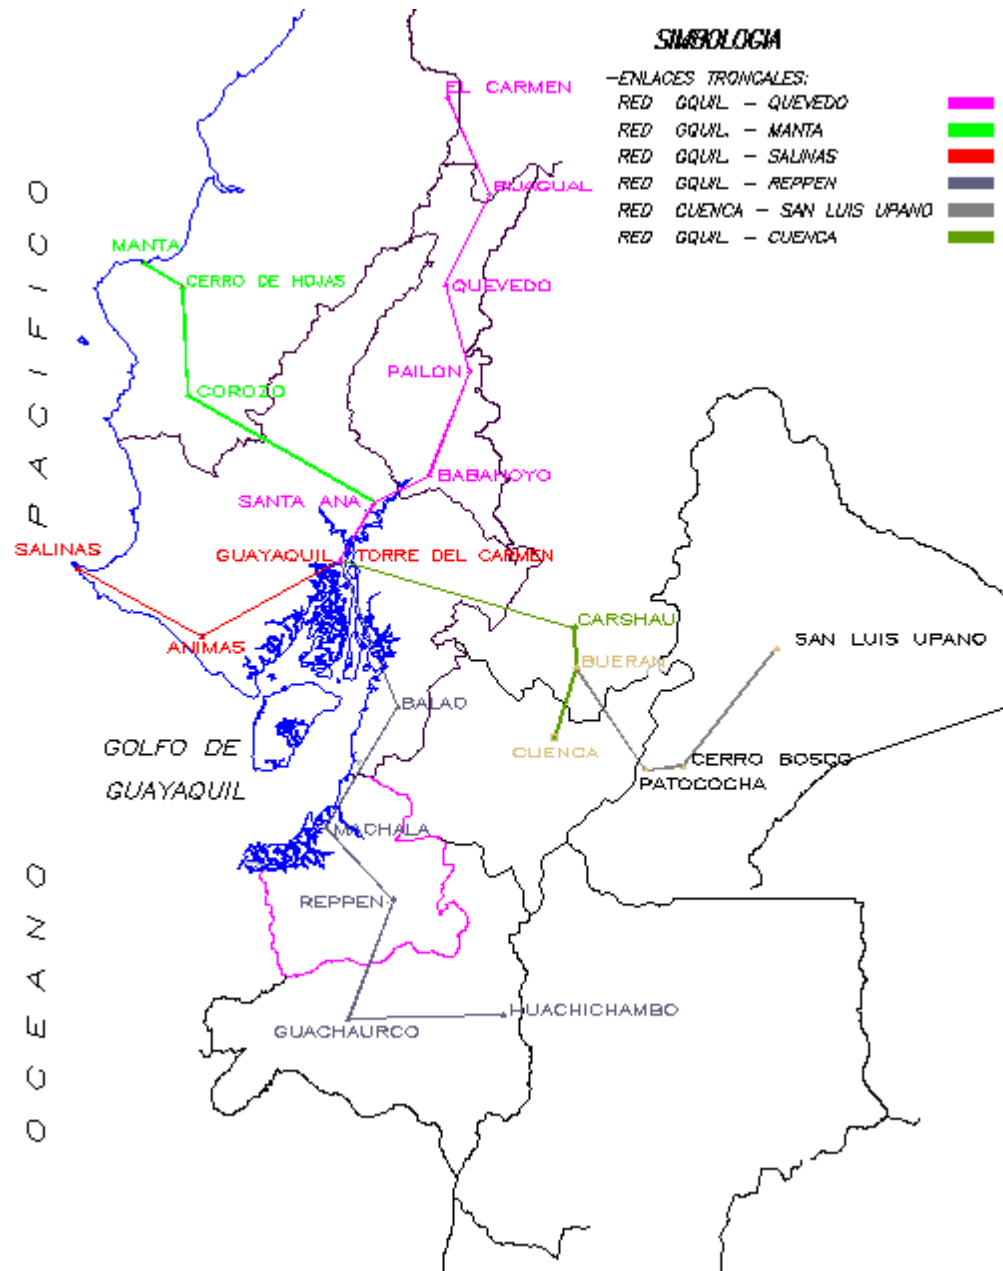 SIMBOLOGIA
-ENLACES TRONCALES:
RED GQUIL - QUEVEDO
RED GQUIL. - MANTA
RED GQUIL - SALINAS
RED GQUIL - REPPEN
RED CUENCA - SAN LUIS UPANO
RED GQUIL - CUENCA
EL CARMEN
BIJAGUAL
MANTA
CERRO DE HOJAS
QUEVEDO
PAILON
COROZO
BABAHOYO
SANTA ANA
SALINAS
GUAYAQUIL
TORRE DEL CARMEN
ANIMAS
CARSHAU
BUERAN
SAN LUIS UPANO
BALAO
CUENCA
CERRO BOSCO
PATOCOCHA
GOLFO DE
GUAYAQUIL
MACHALA
REPPEN
HUACHICHAMBO
GUACHAURCO
OCEANO PACIFICO